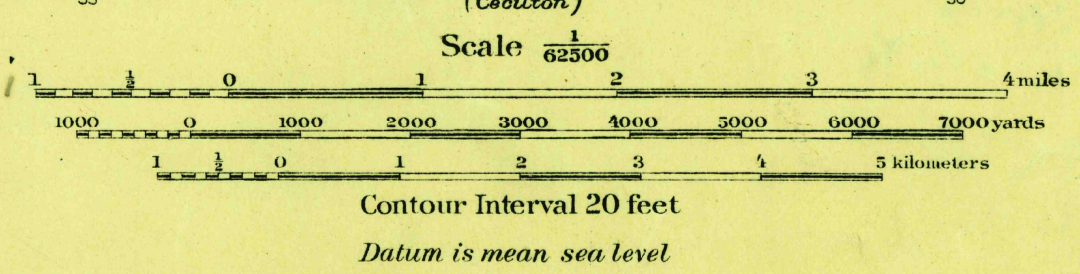 (Cecilton)
Scale 1/62500
1 ½ 0 1 2 3 4 miles
1000 0 1000 2000 3000 4000 5000 6000 7000 yards
1 ½ 0 1 2 3 4 5 kilometers
Contour Interval 20 feet
Datum is mean sea level